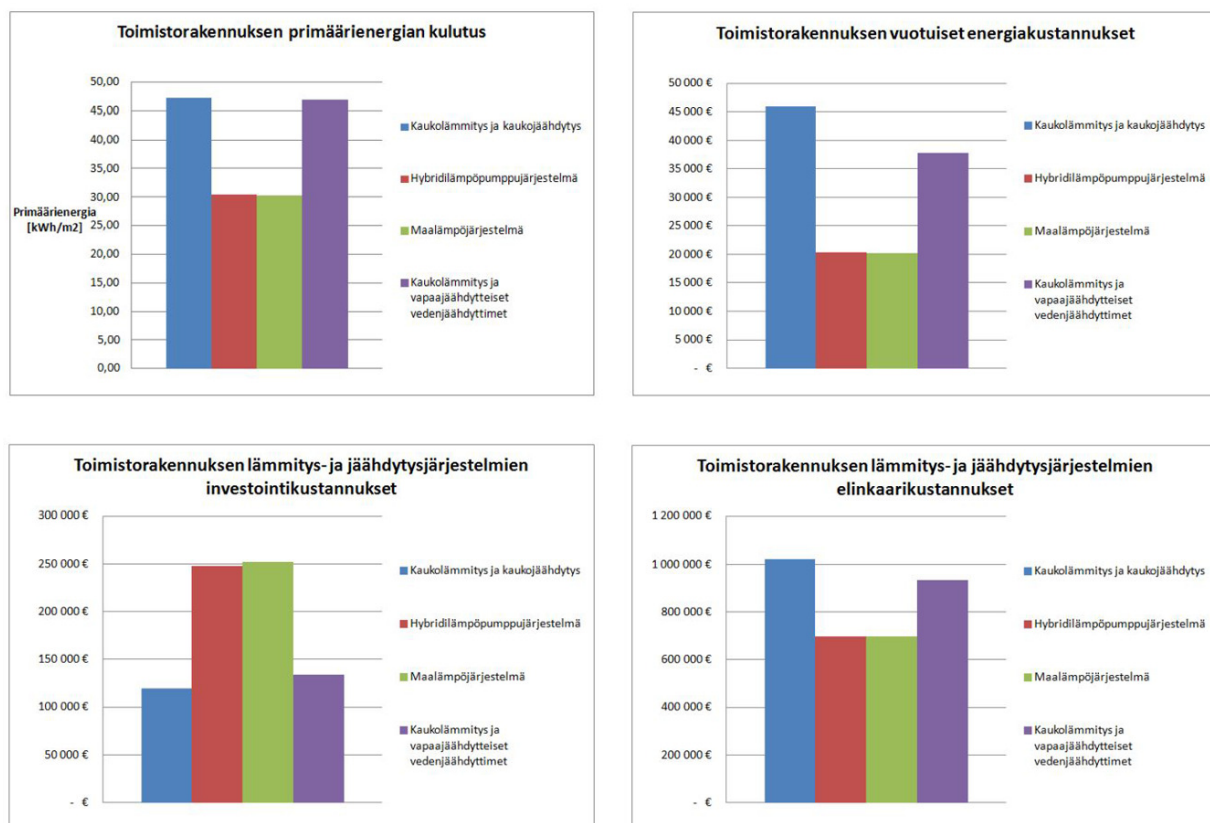 Toimistorakennuksen primäärienergian kulutus
Primäärienergia
[kWh/m2]
50,00
45,00
40,00
35,00
30,00
25,00
20,00
15,00
10,00
5,00
0,00
Kaukolämmitys ja kaukojäähdytys
Hybridilämpöpumppujärjestelmä
Maalämpöjärjestelmä
Kaukolämmitys ja
vapaajäähdytteiset
vedenjäähdyttimet
Toimistorakennuksen vuotuiset energiakustannukset
50 000 €
45 000 €
40 000 €
35 000 €
30 000 €
25 000 €
20 000 €
15 000 €
10 000 €
5 000 €
- €
Kaukolämmitys ja kaukojäähdytys
Hybridilämpöpumppujärjestelmä
Maalämpöjärjestelmä
Kaukolämmitys ja
vapaajäähdytteiset
vedenjäähdyttimet
Toimistorakennuksen lämmitys- ja jäähdytysjärjestelmien
investointikustannukset
300 000 €
250 000 €
200 000 €
150 000 €
100 000 €
50 000 €
- €
Kaukolämmitys ja kaukojäähdytys
Hybridilämpöpumppujärjestelmä
Maalämpöjärjestelmä
Kaukolämmitys ja
vapaajäähdytteiset
vedenjäähdyttimet
Toimistorakennuksen lämmitys- ja jäähdytysjärjestelmien
elinkaarikustannukset
1 200 000 €
1 000 000 €
800 000 €
600 000 €
400 000 €
200 000 €
- €
Kaukolämmitys ja kaukojäähdytys
Hybridilämpöpumppujärjestelmä
Maalämpöjärjestelmä
Kaukolämmitys ja
vapaajäähdytteiset
vedenjäähdyttimet